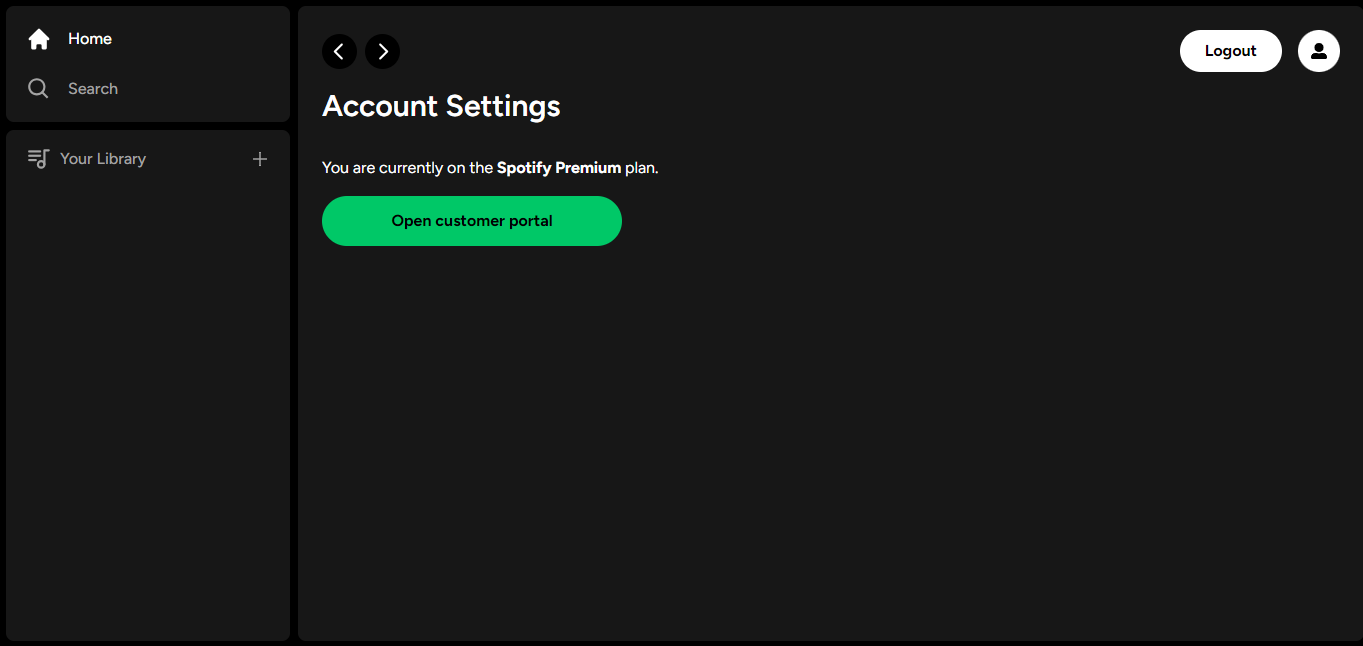 Home
Search
Your Library
Logout
Account Settings
You are currently on the Spotify Premium plan.
Open customer portal